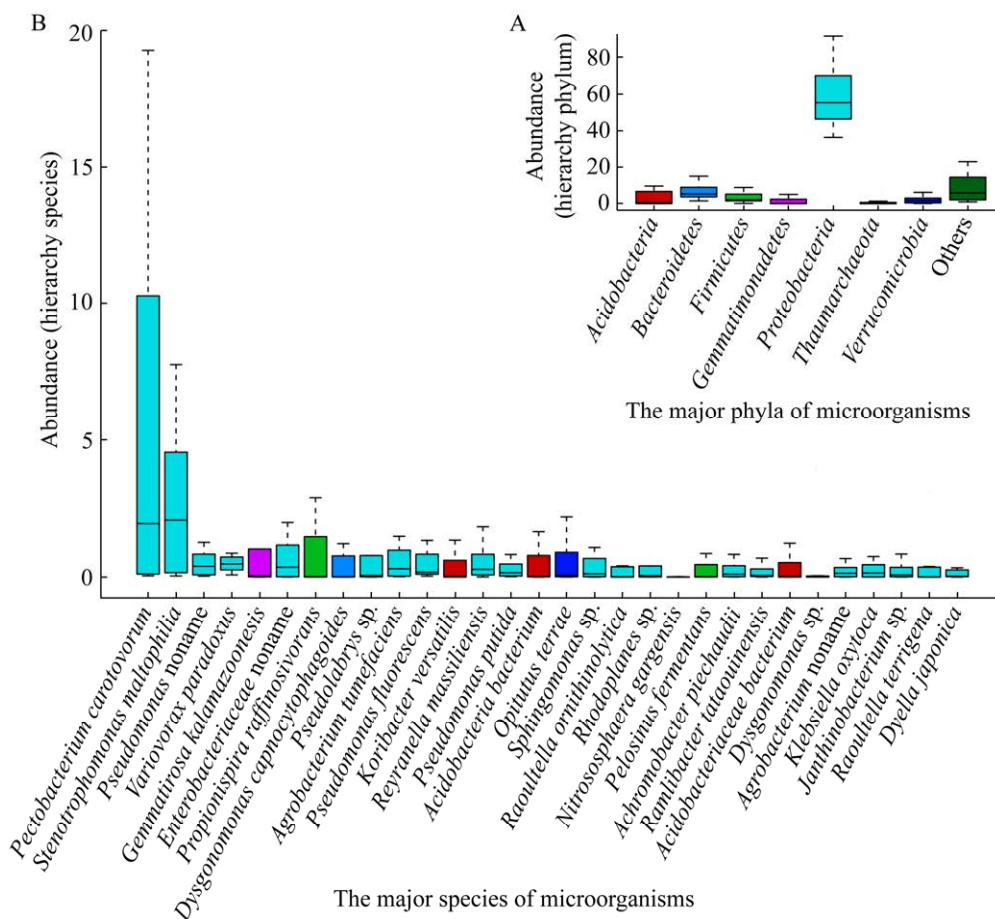 B
20
15
10
5
0
Abundance (hierarchy species)
Pectobacterium carotovorum
Stenotrophomonas maltophilia
Pseudomonas noname
Variovorax paradoxus
Gemmatirosa kalamazoonesis
Enterobacteriaceae noname
Propionispira raffinosivorans
Dysgonomonas capnocytophagoides
Pseudolabrys sp.
Agrobacterium tumefaciens
Pseudomonas fluorescens
Koribacter versatilis
Reyranella massiliensis
Pseudomonas putida
Acidobacteria bacterium
Opitutus terrae
Sphingomonas sp.
Raoultella ornithinolytica
Rhodoplanes sp.
Nitrososphaera gargensis
Pelosinus fermentans
Achromobacter piechaudii
Ramlibacter tataouinensis
Acidobacteriaceae bacterium
Dysgonomonas sp.
Agrobacterium noname
Klebsiella oxytoca
Janthinobacterium sp.
Raoultella terrigena
Dyella japonica
The major species of microorganisms
A
80
60
40
20
0
Abundance
(hierarchy phylum)
Acidobacteria
Bacteroidetes
Firmicutes
Gemmatimonadetes
Proteobacteria
Thaumarchaeota
Verrucomicrobia
Others
The major phyla of microorganisms